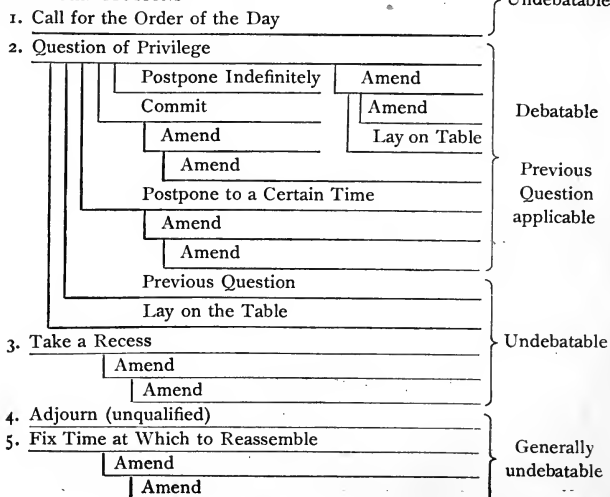 Undebatable
1. Call for the Order of the Day
2. Question of Privilege
Postpone Indefinitely Amend
Commit Amend Debatable
Amend Lay on Table
Amend Previous
Question
Postpone to a Certain Time applicable
Amend
Amend
Previous Question
Lay on the Table
3. Take a Recess Undebatable
Amend
Amend
4. Adjourn (unqualified)
5. Fix Time at Which to Reassemble Generally
Amend undebatable
Amend